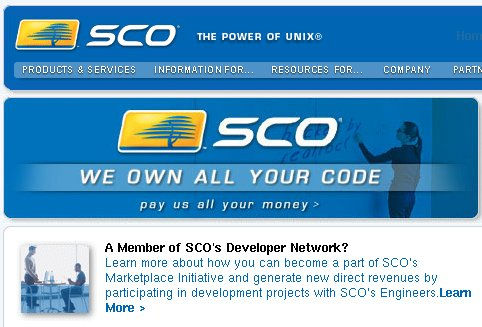 SCO THE POWER OF UNIX®
Hom
PRODUCTS & SERVICES INFORMATION FOR... RESOURCES FOR... COMPANY PARTN
SCO
WE OWN ALL YOUR CODE
pay us all your money >
A Member of SCO's Developer Network?
Learn more about how you can become a part of SCO's
Marketplace Initiative and generate new direct revenues by
participating in development projects with SCO's Engineers.Learn
More >